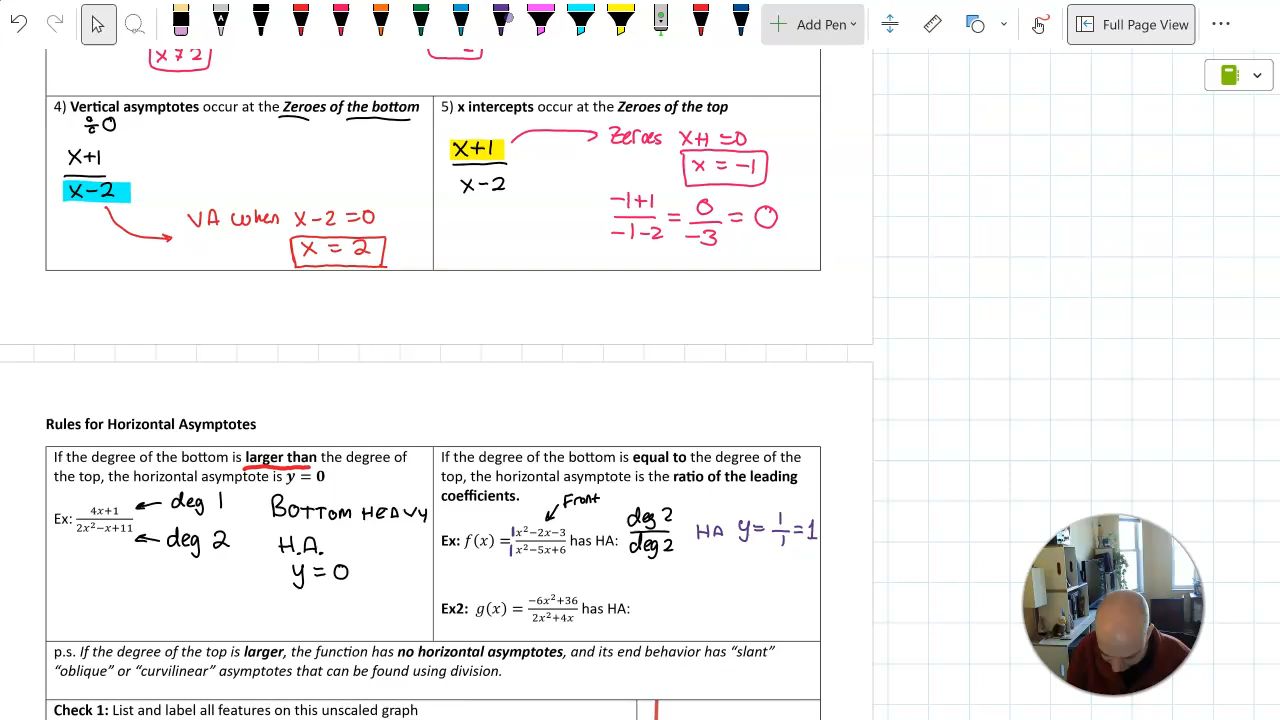 Add Pen
Full Page View
x ≠ 2
4) Vertical asymptotes occur at the Zeroes of the bottom
÷ 0
x+1
x-2
VA when x-2=0
x = 2
5) x intercepts occur at the Zeroes of the top
x+1
x-2
Zeroes x+1=0
x = -1
-1+1
-1-2
= 0/-3 = 0
Rules for Horizontal Asymptotes
If the degree of the bottom is larger than the degree of
the top, the horizontal asymptote is y = 0
Ex: 4x+1
2x²−x+11
deg 1
deg 2
BOTTOM HEAVY
H.A.
y = 0
If the degree of the bottom is equal to the degree of the
top, the horizontal asymptote is the ratio of the leading
coefficients.
Front
Ex: f(x) = 1x²−2x−3
1x²−5x+6 has HA:
deg 2
deg 2
HA y = 1/1 = 1
Ex2: g(x) = −6x²+36
2x²+4x has HA:
p.s. If the degree of the top is larger, the function has no horizontal asymptotes, and its end behavior has “slant”
“oblique” or “curvilinear” asymptotes that can be found using division.
Check 1: List and label all features on this unscaled graph